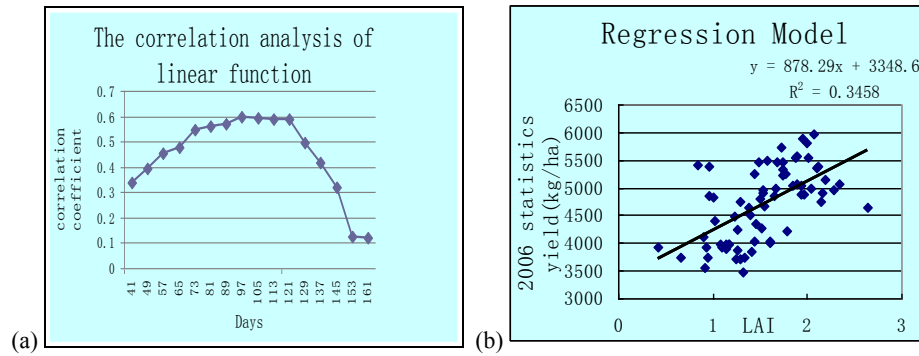 The correlation analysis of
linear function
correlation
coefficient
0.7
0.6
0.5
0.4
0.3
0.2
0.1
0
41 49 57 65 73 81 89 97 105 113 121 129 137 145 153 161
Days
(a)
Regression Model
y = 878.29x + 3348.6
R² = 0.3458
2006 statistics
yield(kg/ha)
6500
6000
5500
5000
4500
4000
3500
3000
0 1 LAI 2 3
(b)